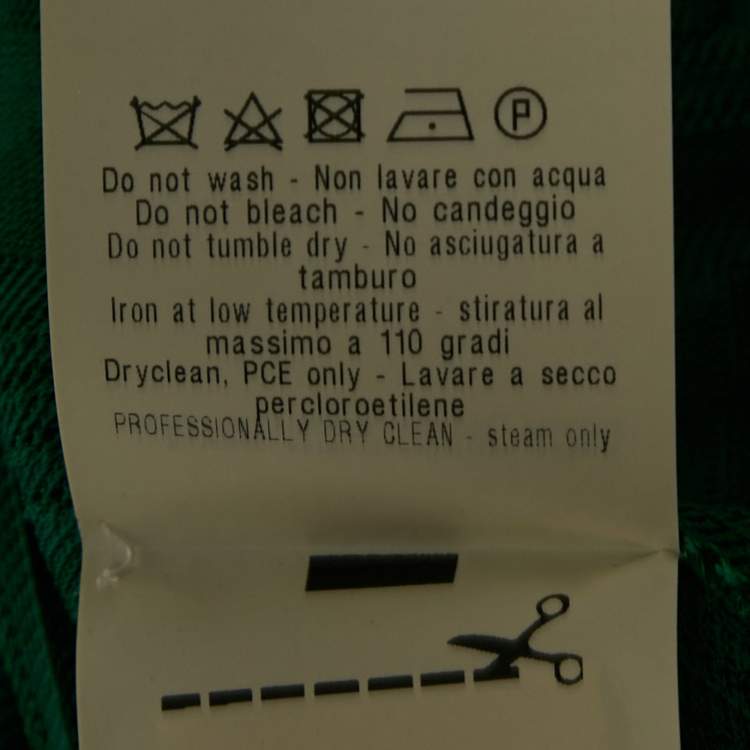 P
Do not wash - Non lavare con acqua
Do not bleach - No candeggio
Do not tumble dry - No asciugatura a
tamburo
Iron at low temperature - stiratura al
massimo a 110 gradi
Dryclean, PCE only - Lavare a secco
percloroetilene
PROFESSIONALLY DRY CLEAN - steam only